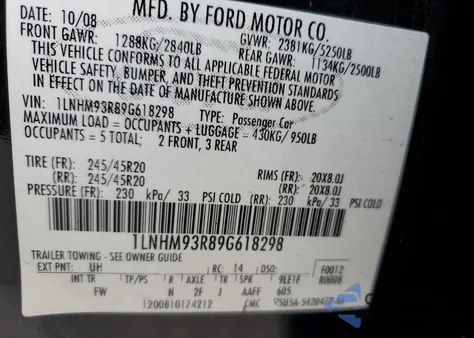 DATE: 10/08 MFD. BY FORD MOTOR CO.
FRONT GAWR: 1288KG/2840LB GVWR: 2381KG/5250LB
REAR GAWR: 1134KG/2500LB
THIS VEHICLE CONFORMS TO ALL APPLICABLE FEDERAL MOTOR
VEHICLE SAFETY, BUMPER, AND THEFT PREVENTION STANDARDS
IN EFFECT ON THE DATE OF MANUFACTURE SHOWN ABOVE.
VIN: 1LNHM93R89G618298 TYPE: Passenger Car
MAXIMUM LOAD = OCCUPANTS + LUGGAGE = 430KG/950LB
OCCUPANTS = 5 TOTAL: 2 FRONT, 3 REAR
TIRE (FR): 245/45R20 RIMS (FR): 20X8.0J
(RR): 245/45R20 (RR): 20X8.0J
PRESSURE (FR): 230 kPa/ 33 PSI COLD (RR): 230 kPa/ 33 PSI COLD
1LNHM93R89G618298
TRAILER TOWING - SEE OWNER GUIDE
EXT PNT: UH RC: 14 DSO: F0012
R0008
INT TR TP/PS R AXLE TR SPR
FW N 2F J AAFF 605
1200810174212